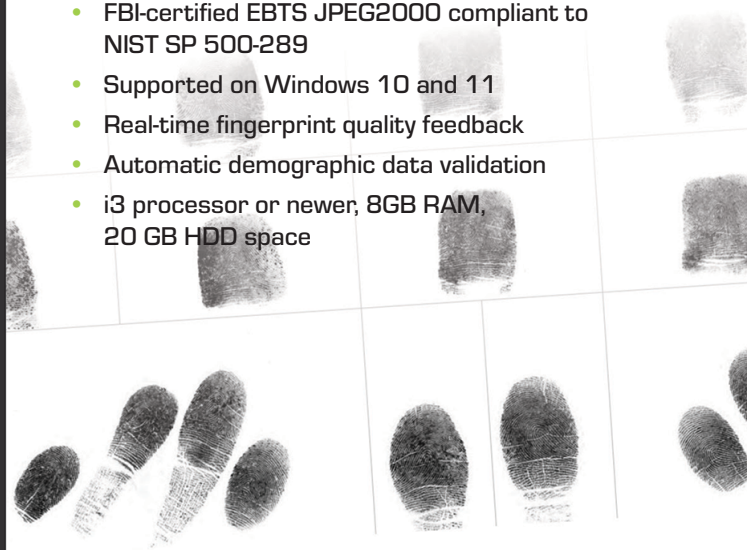 • FBI-certified EBTS JPEG2000 compliant to
NIST SP 500-289
• Supported on Windows 10 and 11
• Real-time fingerprint quality feedback
• Automatic demographic data validation
• i3 processor or newer, 8GB RAM,
20 GB HDD space